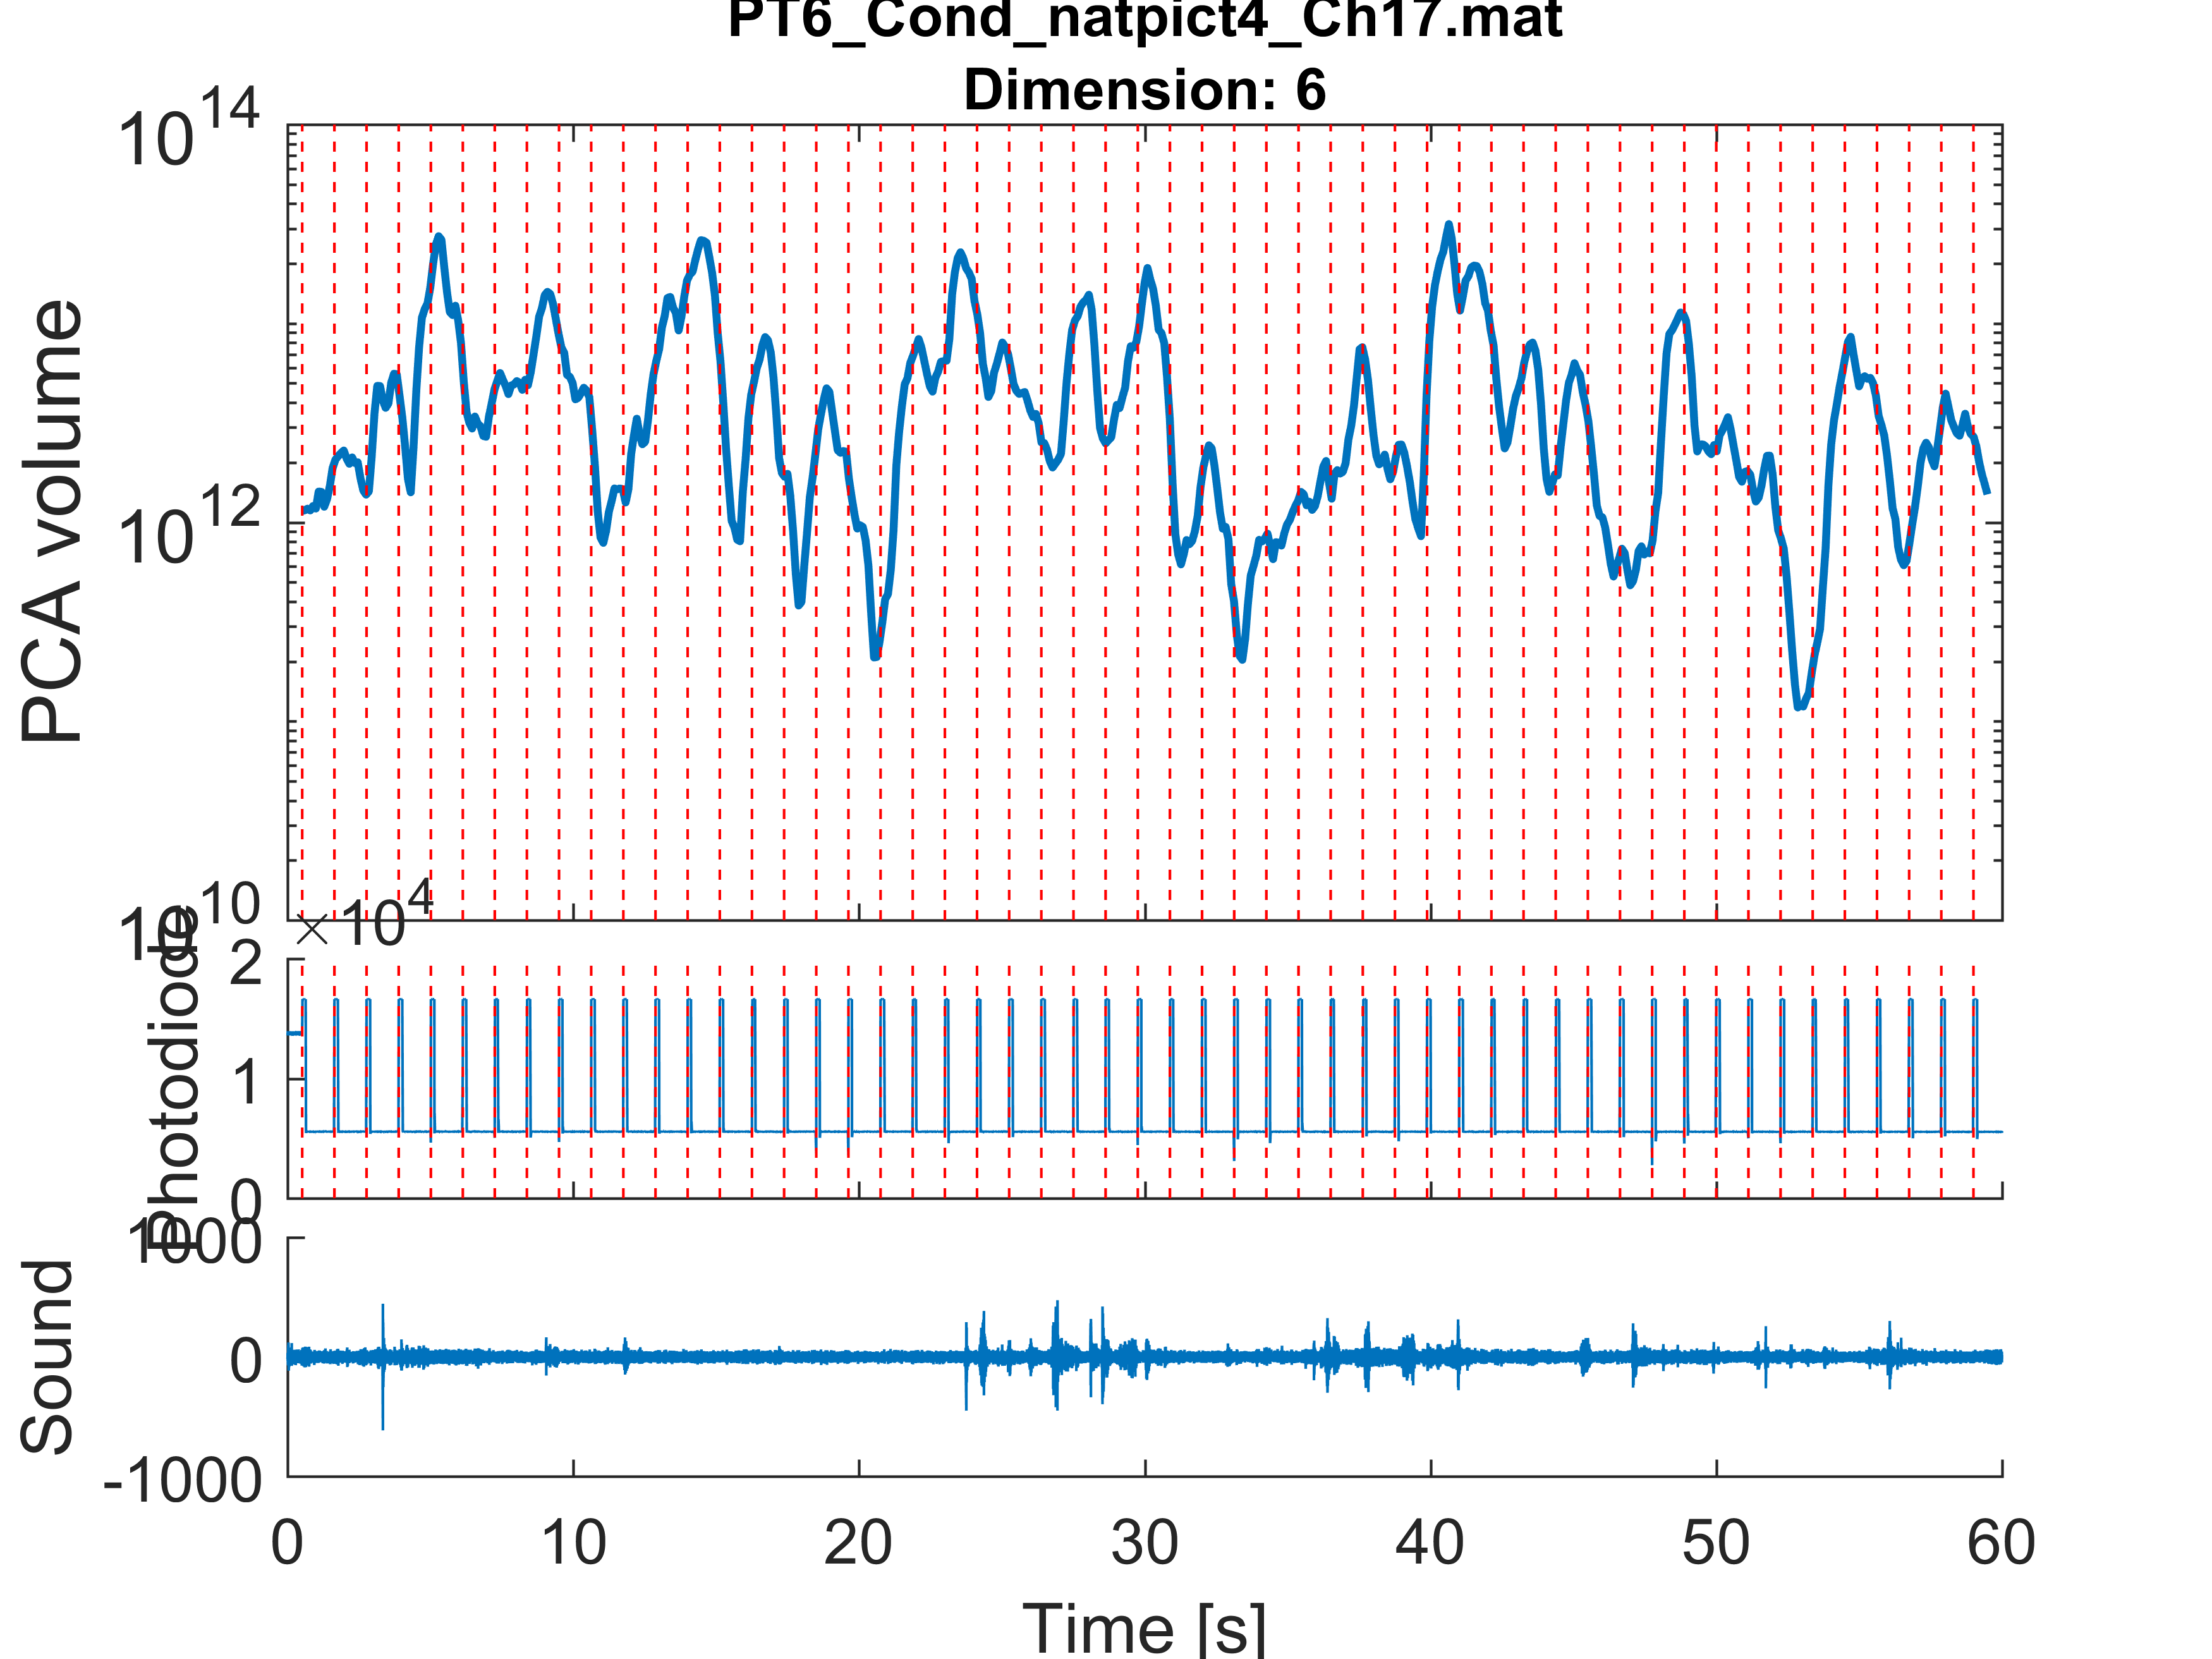 PT6_Cond_natpict4_Ch17.mat
Dimension: 6
10^14
10^12
10^10
PCA volume
×10^4
2
1
0
Photodiode
1000
0
-1000
Sound
0 10 20 30 40 50 60
Time [s]